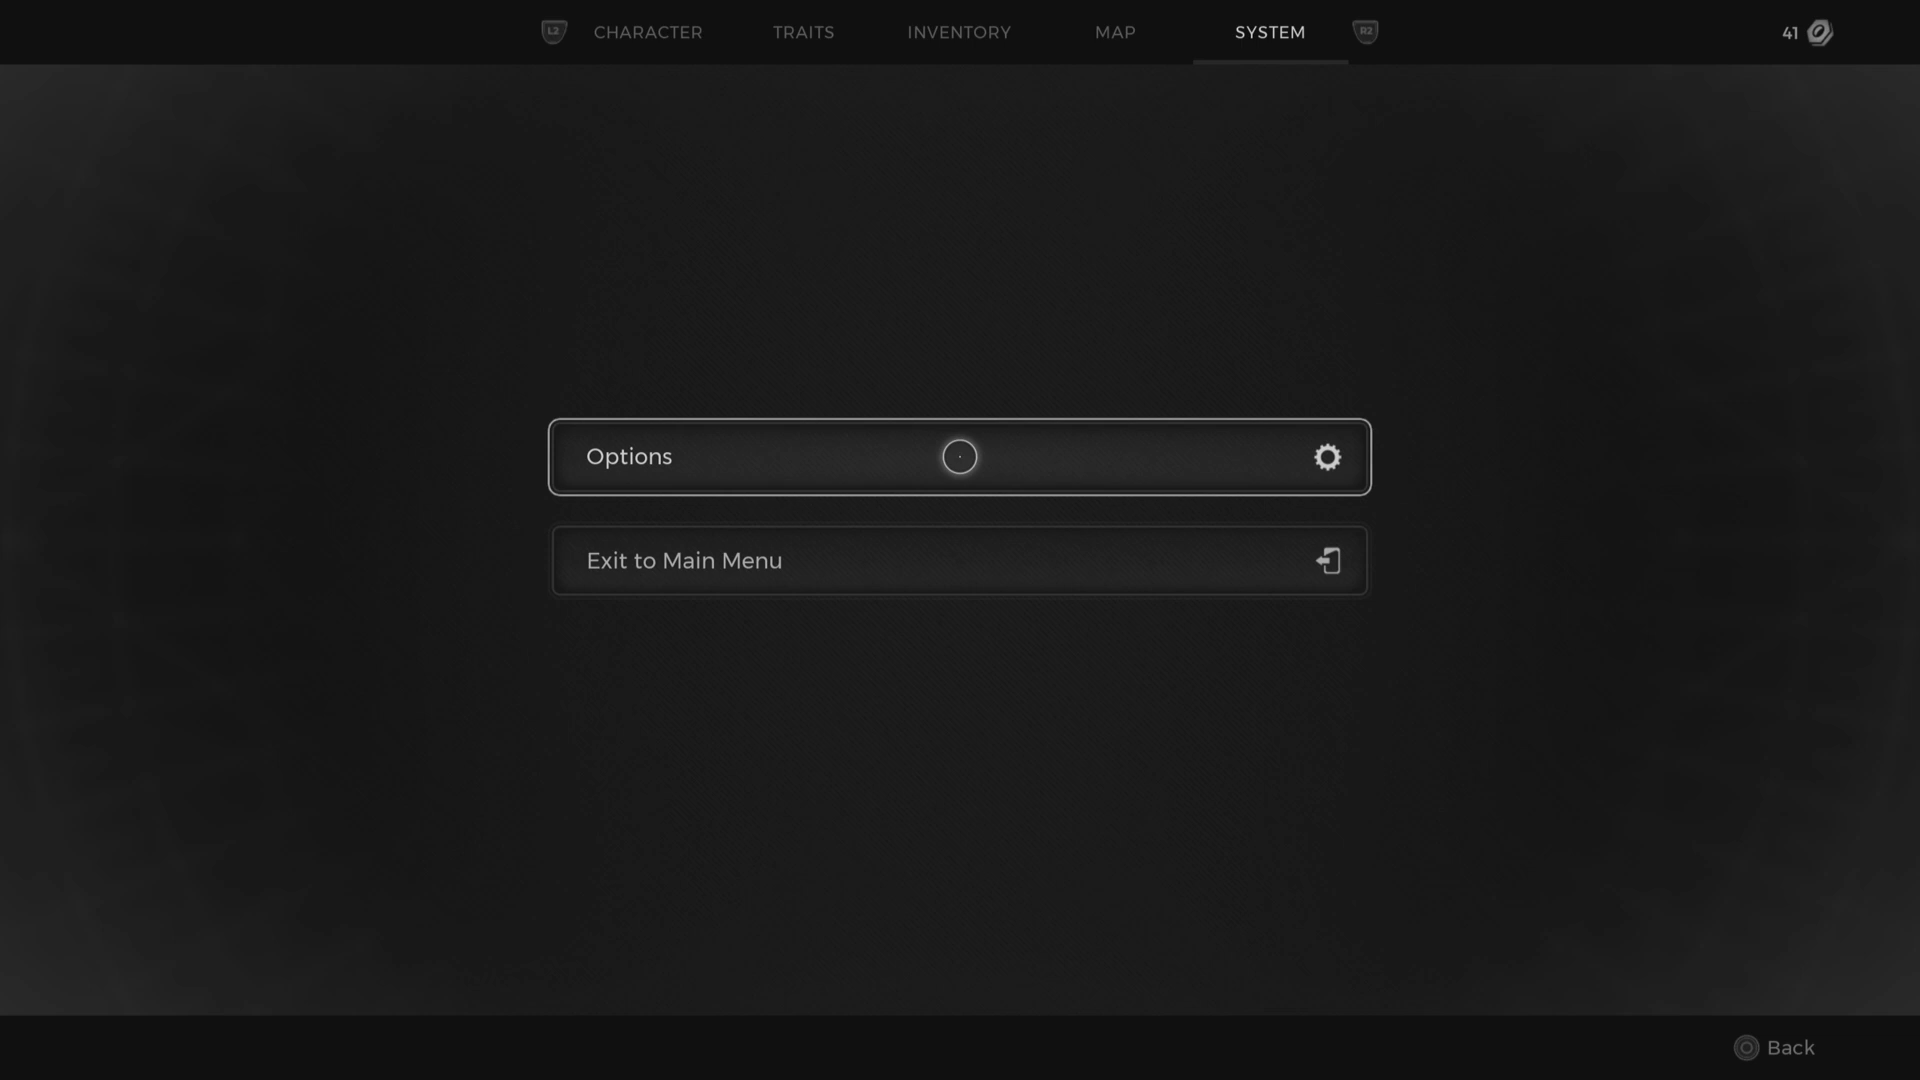 L2 CHARACTER TRAITS INVENTORY MAP SYSTEM R2 41
Options
Exit to Main Menu
Back